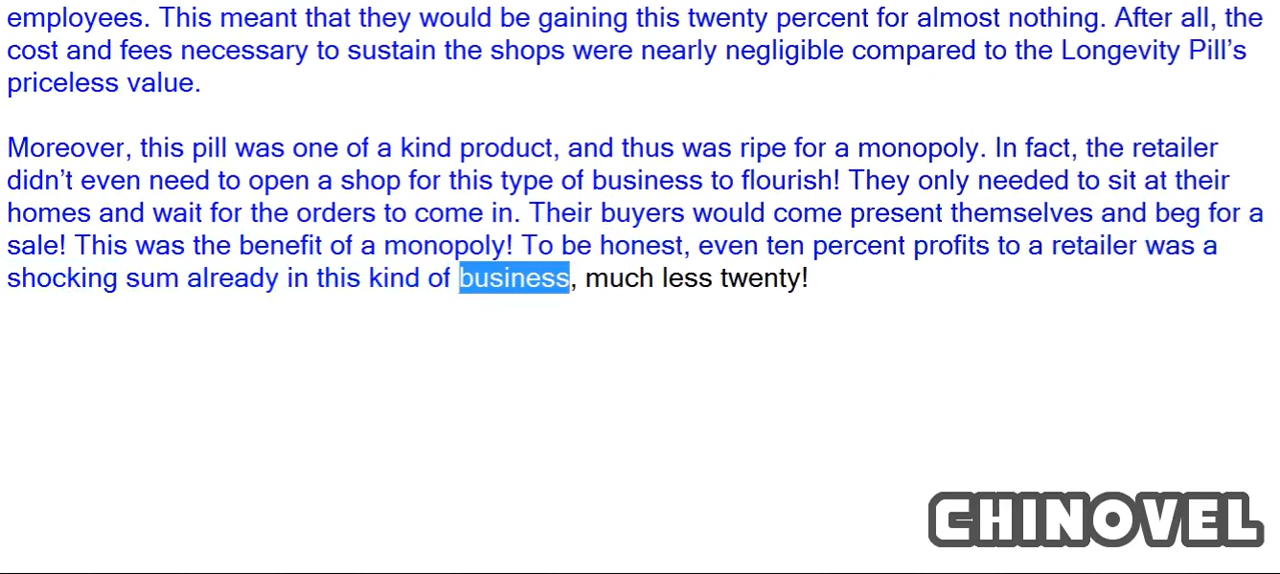 employees. This meant that they would be gaining this twenty percent for almost nothing. After all, the
cost and fees necessary to sustain the shops were nearly negligible compared to the Longevity Pill’s
priceless value.
Moreover, this pill was one of a kind product, and thus was ripe for a monopoly. In fact, the retailer
didn’t even need to open a shop for this type of business to flourish! They only needed to sit at their
homes and wait for the orders to come in. Their buyers would come present themselves and beg for a
sale! This was the benefit of a monopoly! To be honest, even ten percent profits to a retailer was a
shocking sum already in this kind of business, much less twenty!
CHINOVEL